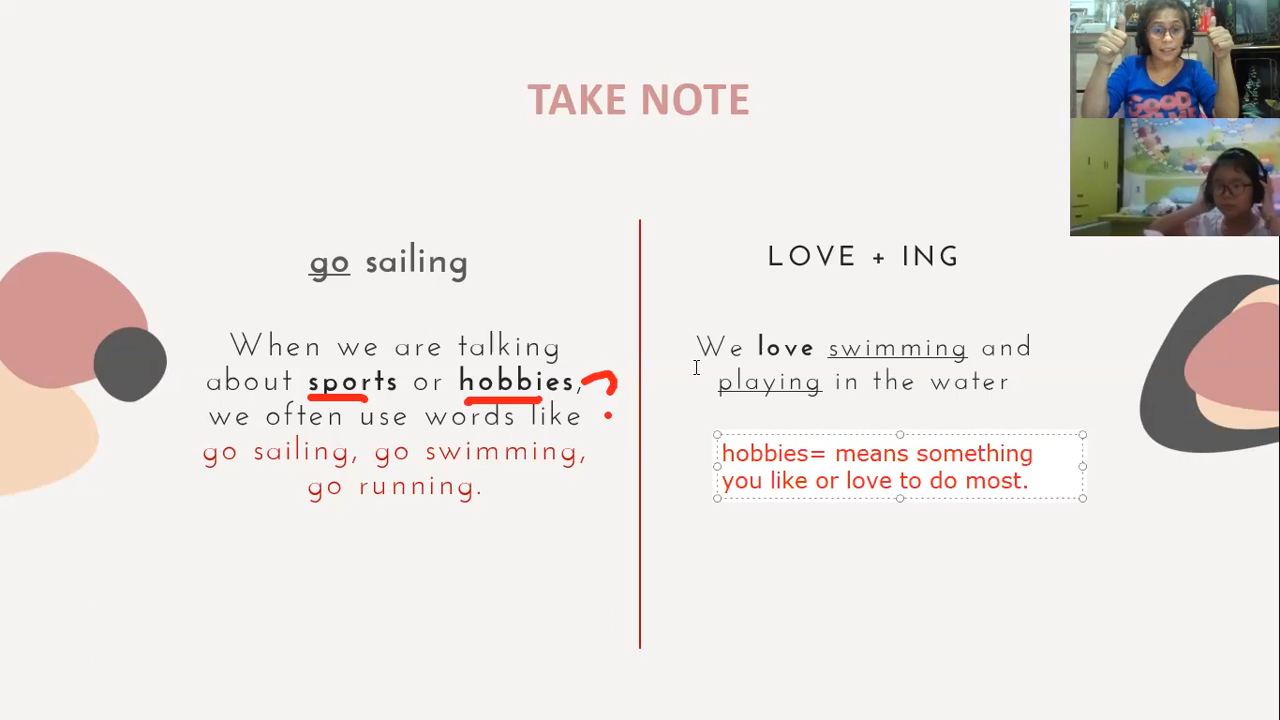 TAKE NOTE
go sailing
When we are talking
about sports or hobbies,
we often use words like
go sailing, go swimming,
go running.
?
LOVE + ING
We love swimming and
playing in the water
hobbies= means something
you like or love to do most.
GOOD